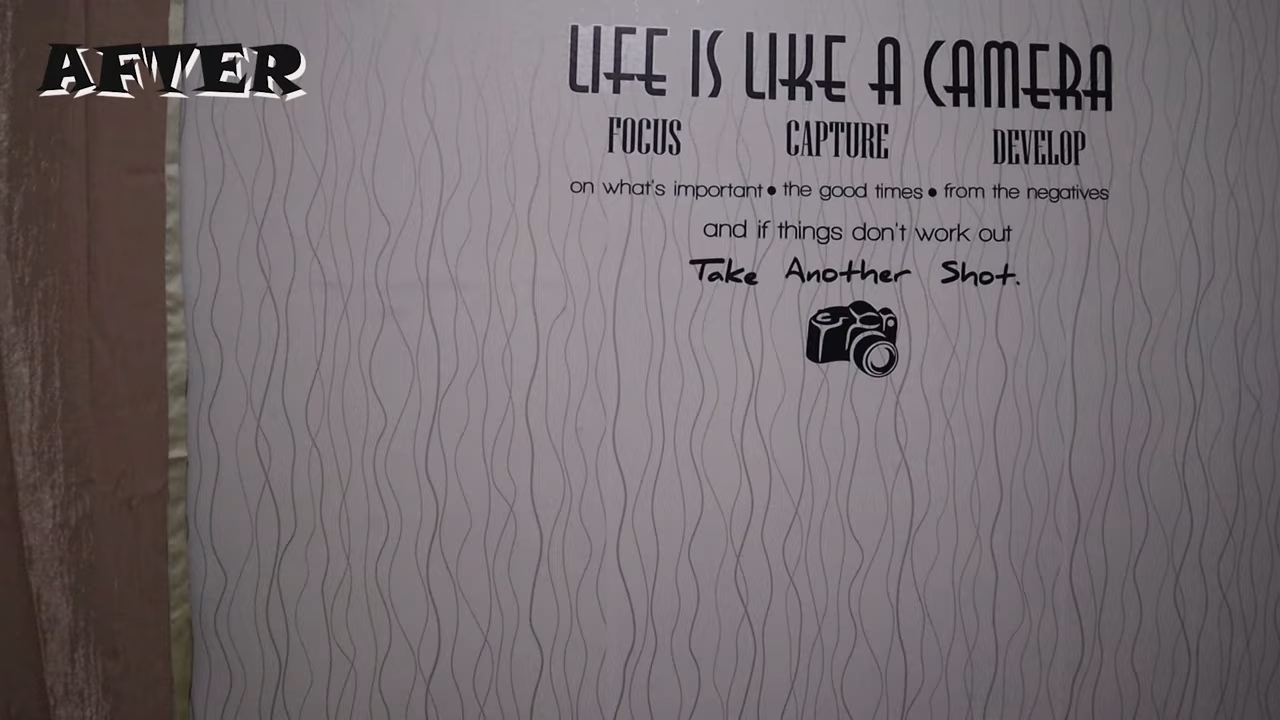 AFTER
LIFE IS LIKE A CAMERA
FOCUS CAPTURE DEVELOP
on what's important • the good times • from the negatives
and if things don't work out
Take Another Shot.